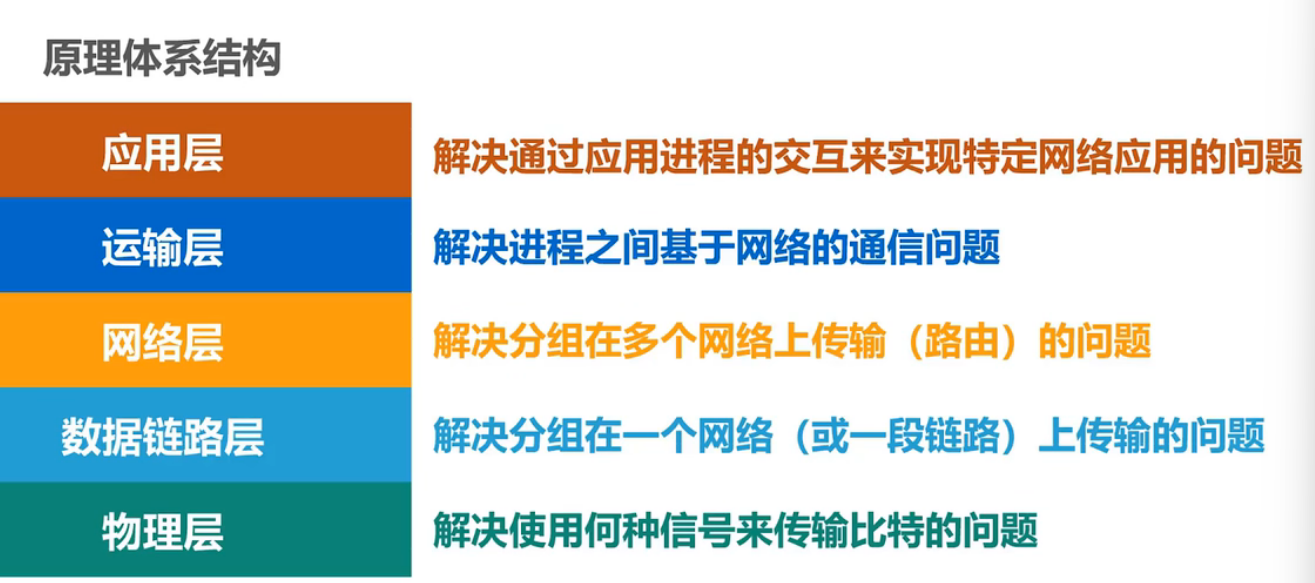 原理体系结构
应用层
解决通过应用进程的交互来实现特定网络应用的问题
运输层
解决进程之间基于网络的通信问题
网络层
解决分组在多个网络上传输（路由）的问题
数据链路层
解决分组在一个网络（或一段链路）上传输的问题
物理层
解决使用何种信号来传输比特的问题